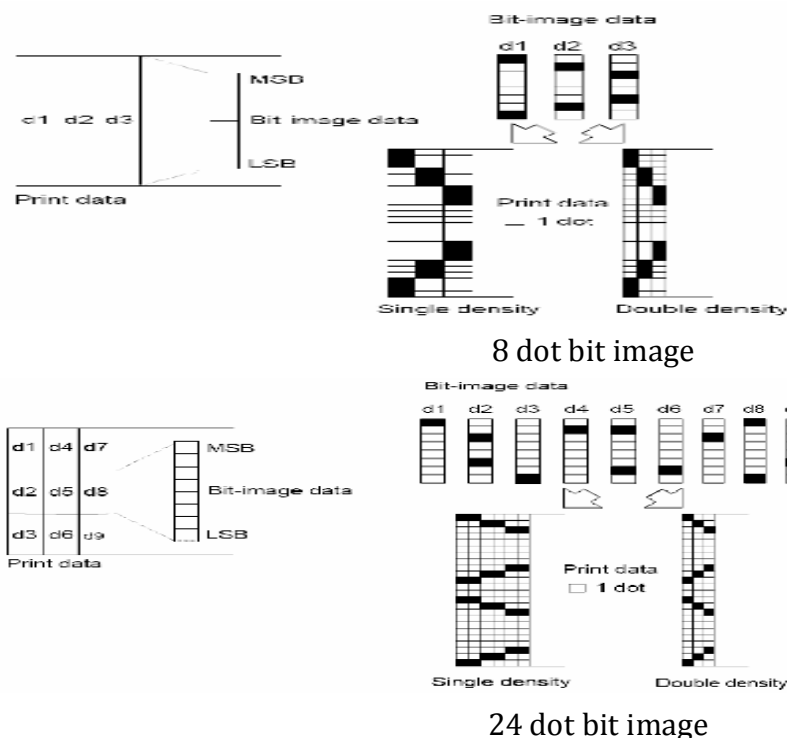 Bit-image data
d1 d2 d3
MSB
d1 d2 d3
Bit image data
LSB
Print data
Print data
1 dot
Single density
Double density
8 dot bit image
Bit-image data
d1 d2 d3 d4 d5 d6 d7 d8
d1 d4 d7
MSB
d2 d5 d8
Bit-image data
d3 d6 d9
LSB
Print data
Print data
1 dot
Single density
Double density
24 dot bit image